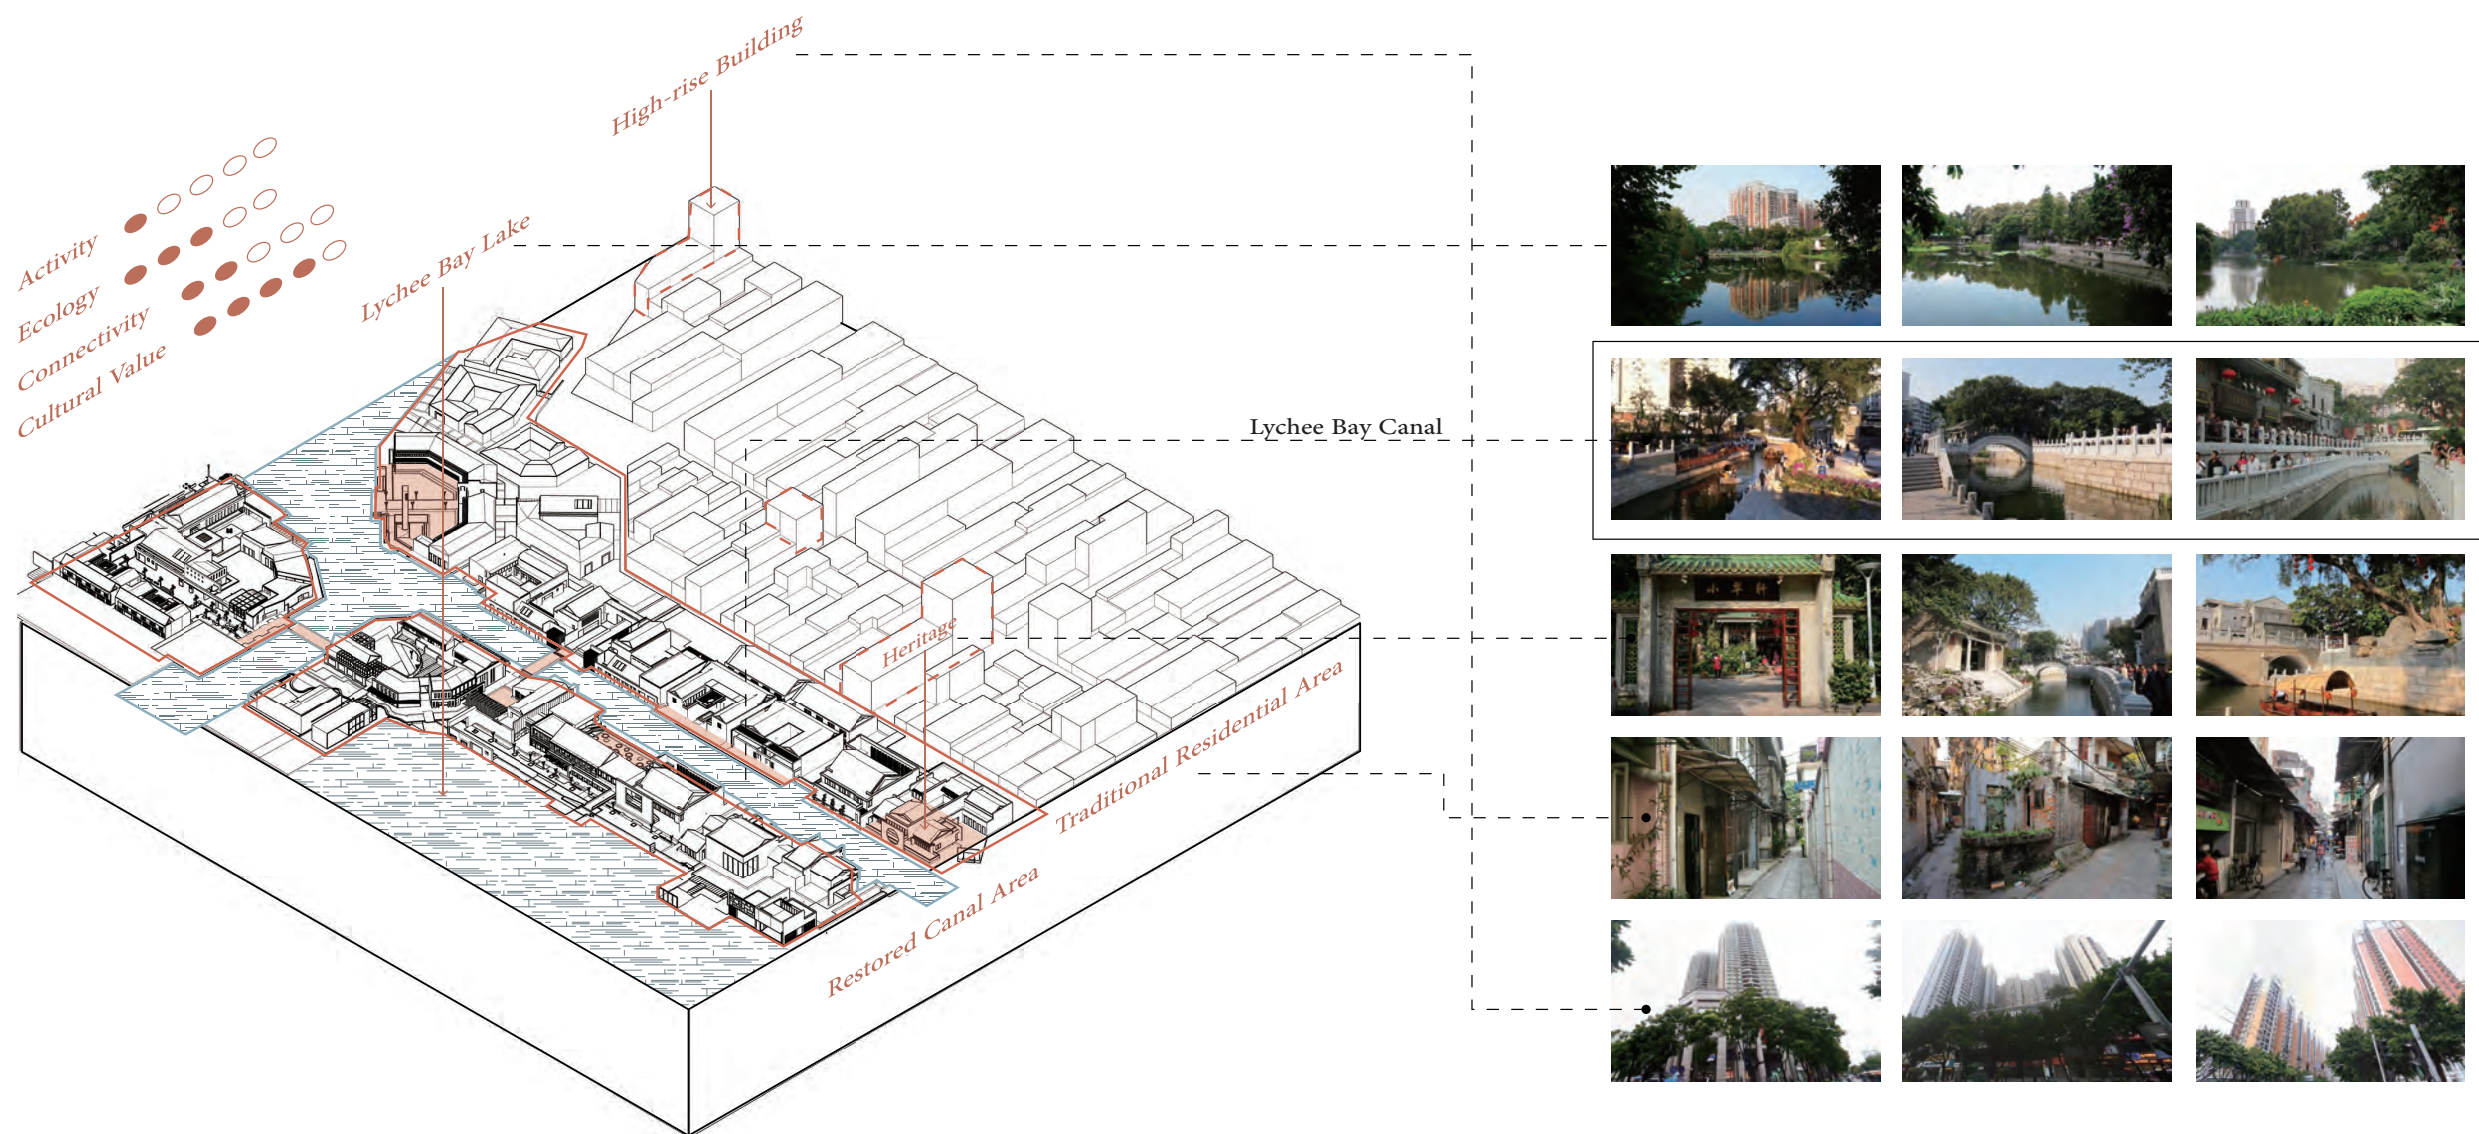 High-rise Building
Lychee Bay Lake
Activity
Ecology
Connectivity
Cultural Value
Lychee Bay Canal
Heritage
Traditional Residential Area
Restored Canal Area
小翠軒